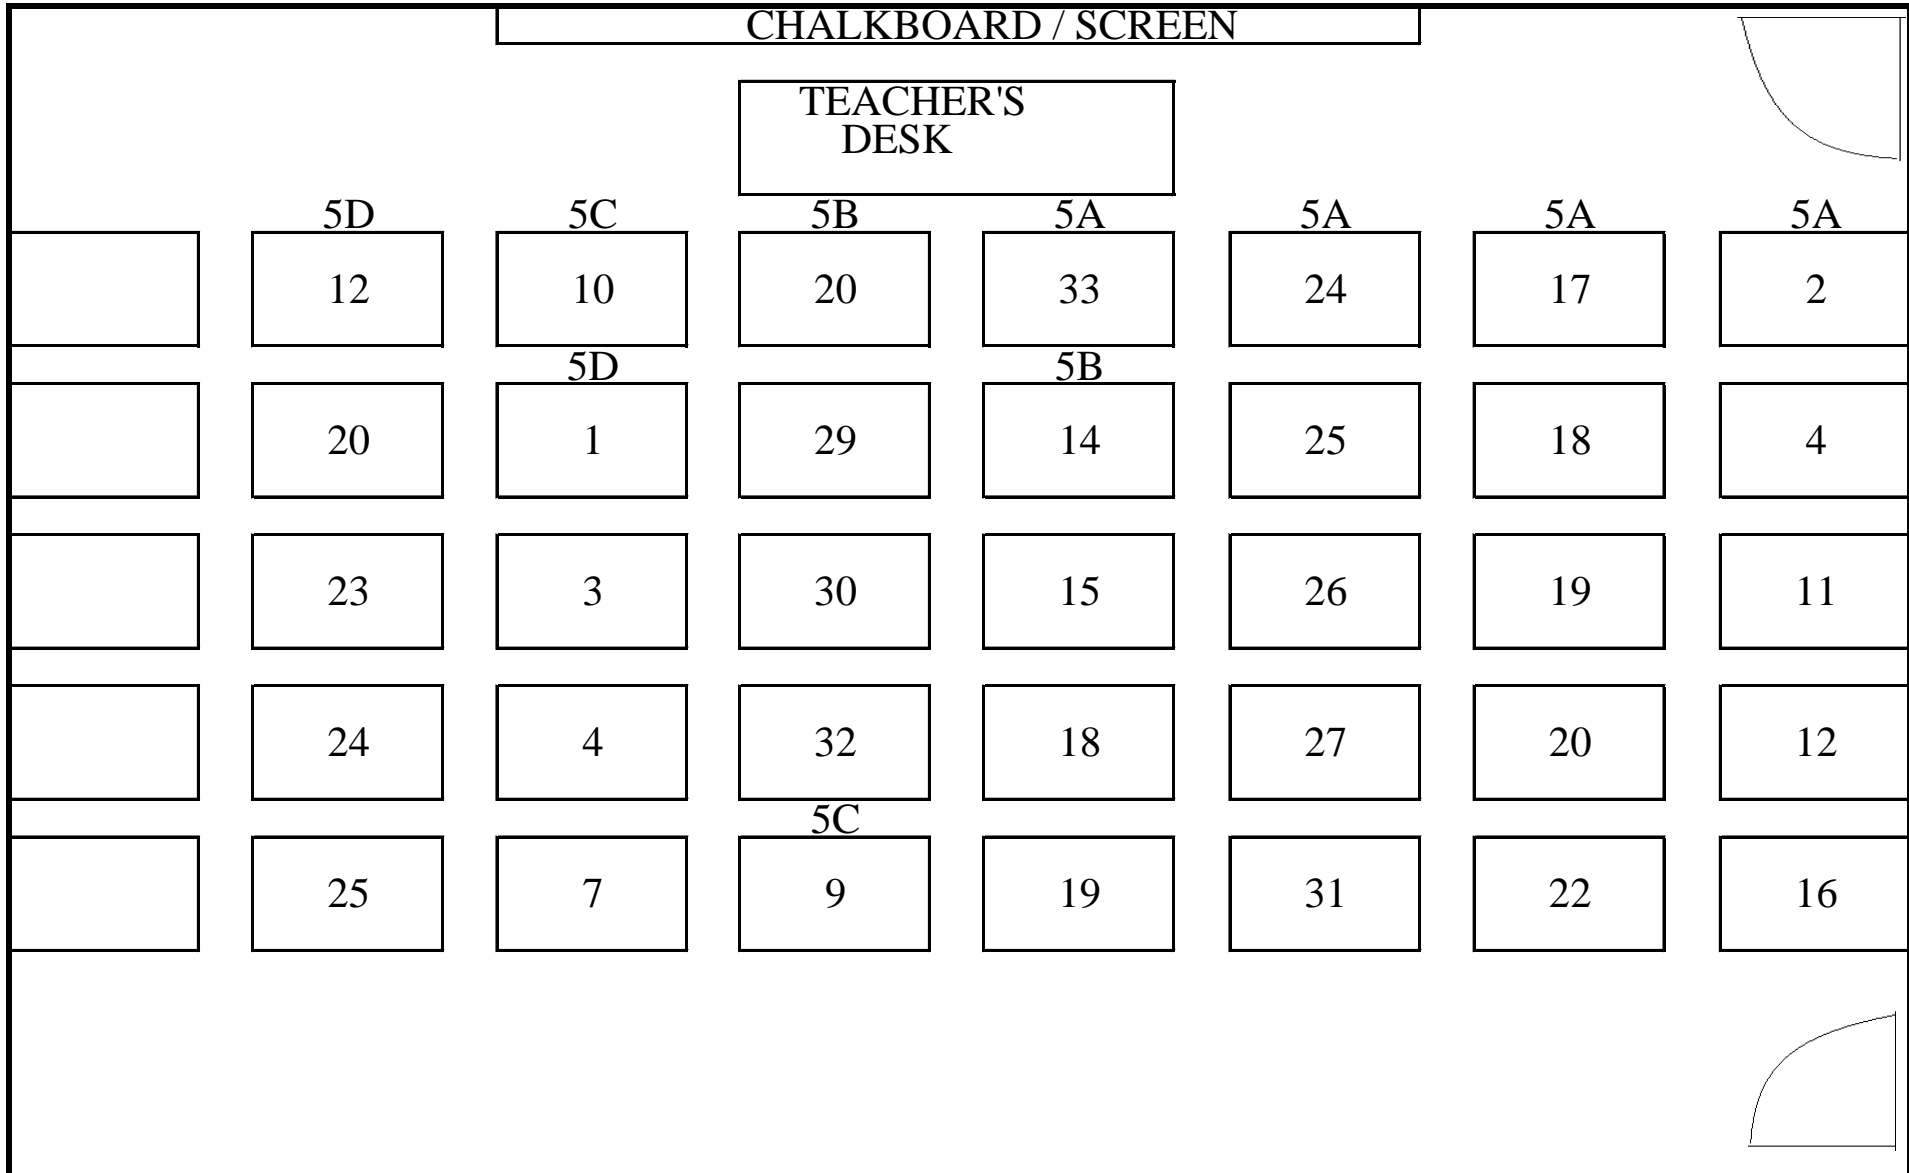 CHALKBOARD / SCREEN
TEACHER'S
DESK
5D 5C 5B 5A 5A 5A 5A
12 10 20 33 24 17 2
5D 5B
20 1 29 14 25 18 4
23 3 30 15 26 19 11
24 4 32 18 27 20 12
5C
25 7 9 19 31 22 16